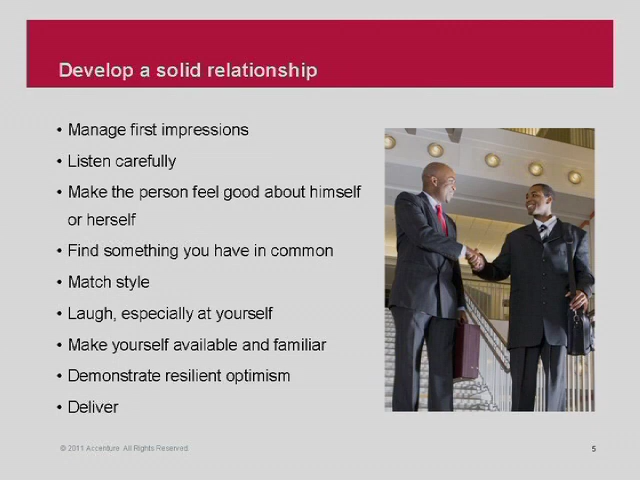 Develop a solid relationship
• Manage first impressions
• Listen carefully
• Make the person feel good about himself
or herself
• Find something you have in common
• Match style
• Laugh, especially at yourself
• Make yourself available and familiar
• Demonstrate resilient optimism
• Deliver
© 2011 Accenture All Rights Reserved
5